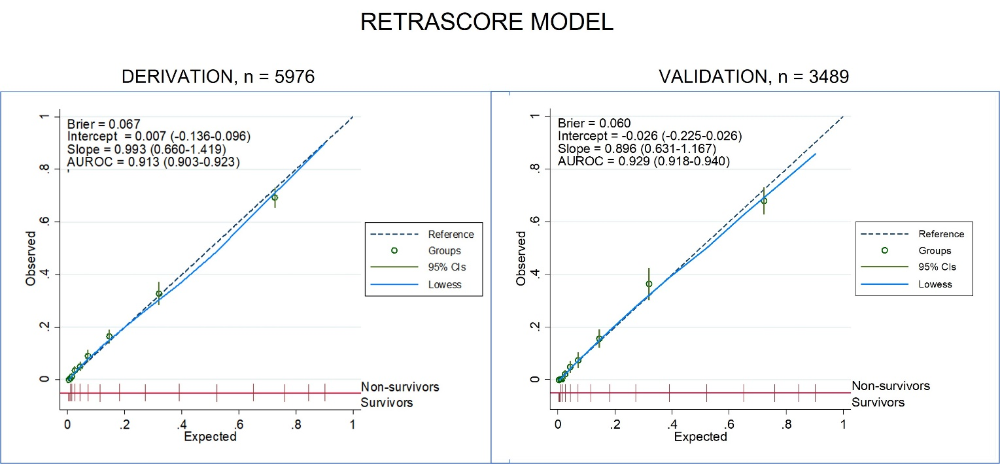 RETRASCORE MODEL
DERIVATION, n = 5976
Brier = 0.067
Intercept = 0.007 (-0.136-0.096)
Slope = 0.993 (0.660-1.419)
AUROC = 0.913 (0.903-0.923)
1
.8
.6
.4
.2
0
Observed
Reference
Groups
95% CIs
Lowess
Non-survivors
Survivors
0 .2 .4 .6 .8 1
Expected
VALIDATION, n = 3489
Brier = 0.060
Intercept = -0.026 (-0.225-0.026)
Slope = 0.896 (0.631-1.167)
AUROC = 0.929 (0.918-0.940)
1
.8
.6
.4
.2
0
Observed
Reference
Groups
95% CIs
Lowess
Non-survivors
Survivors
0 .2 .4 .6 .8 1
Expected